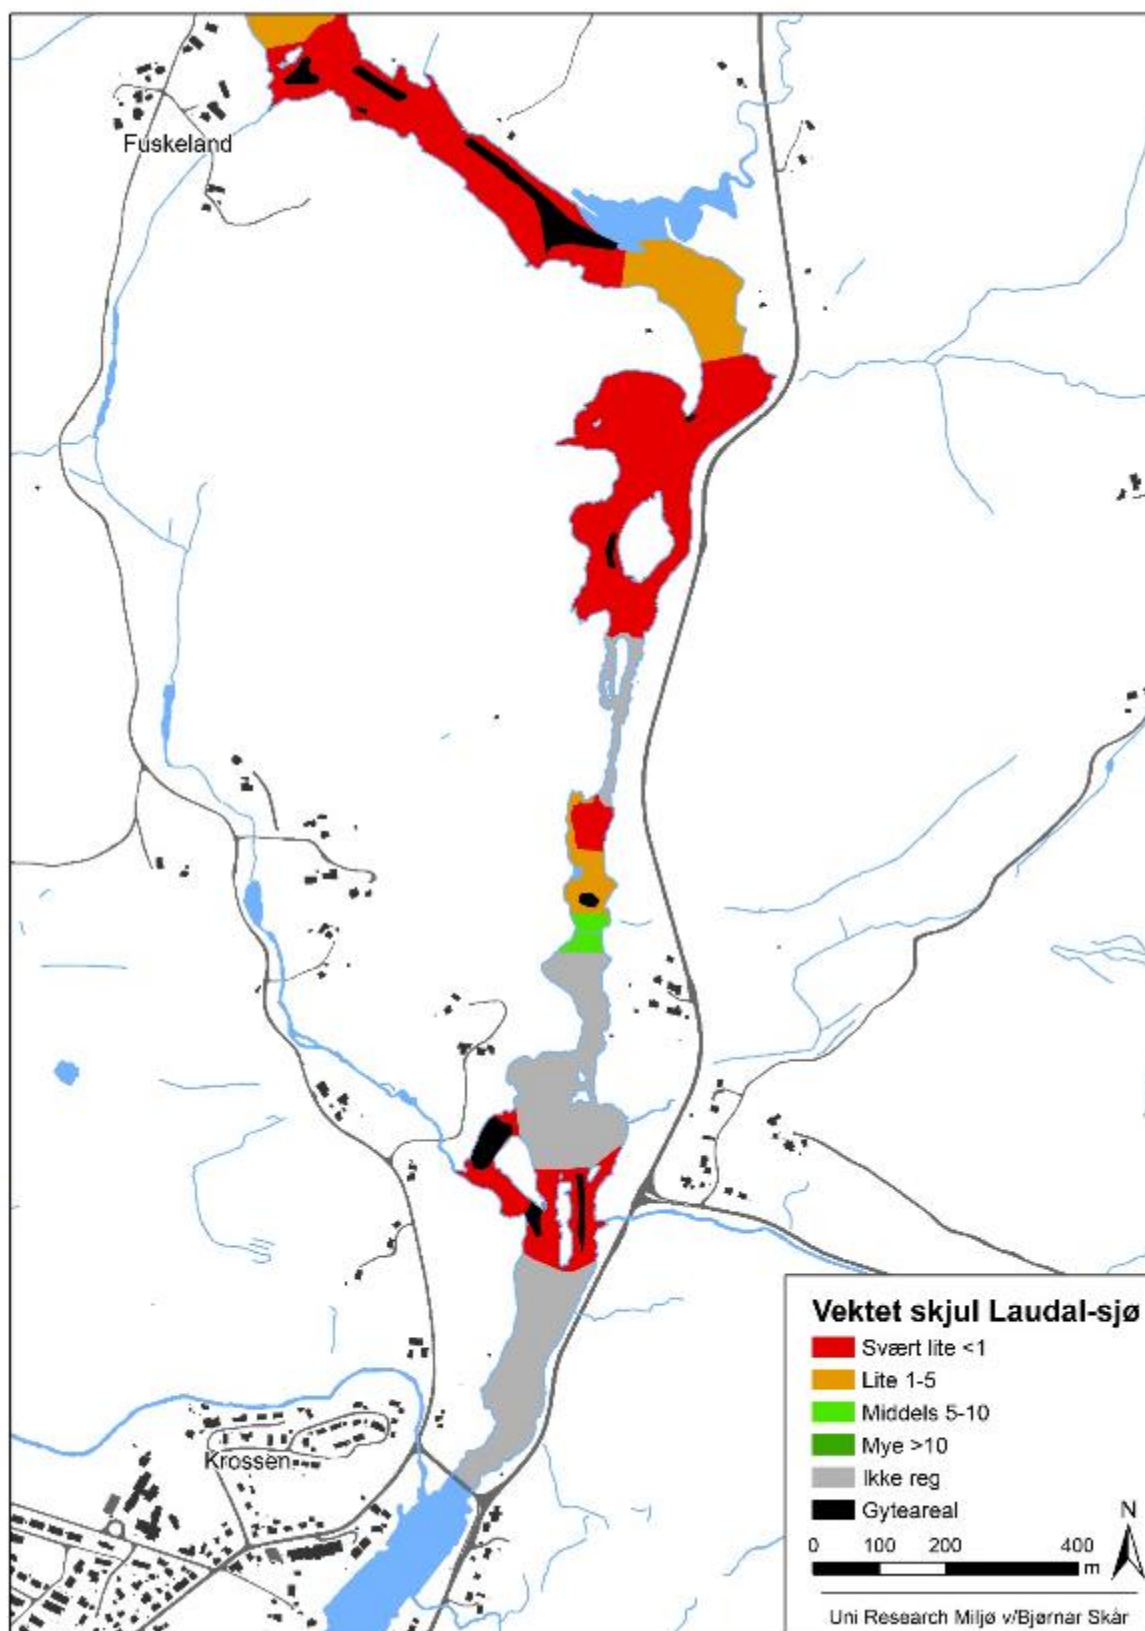 Fuskeland
Krossen
Vektet skjul Laudal-sjø
Svært lite <1
Lite 1-5
Middels 5-10
Mye >10
Ikke reg
Gyteareal
N
0 100 200 400
m
Uni Research Miljø v/Bjørnar Skår